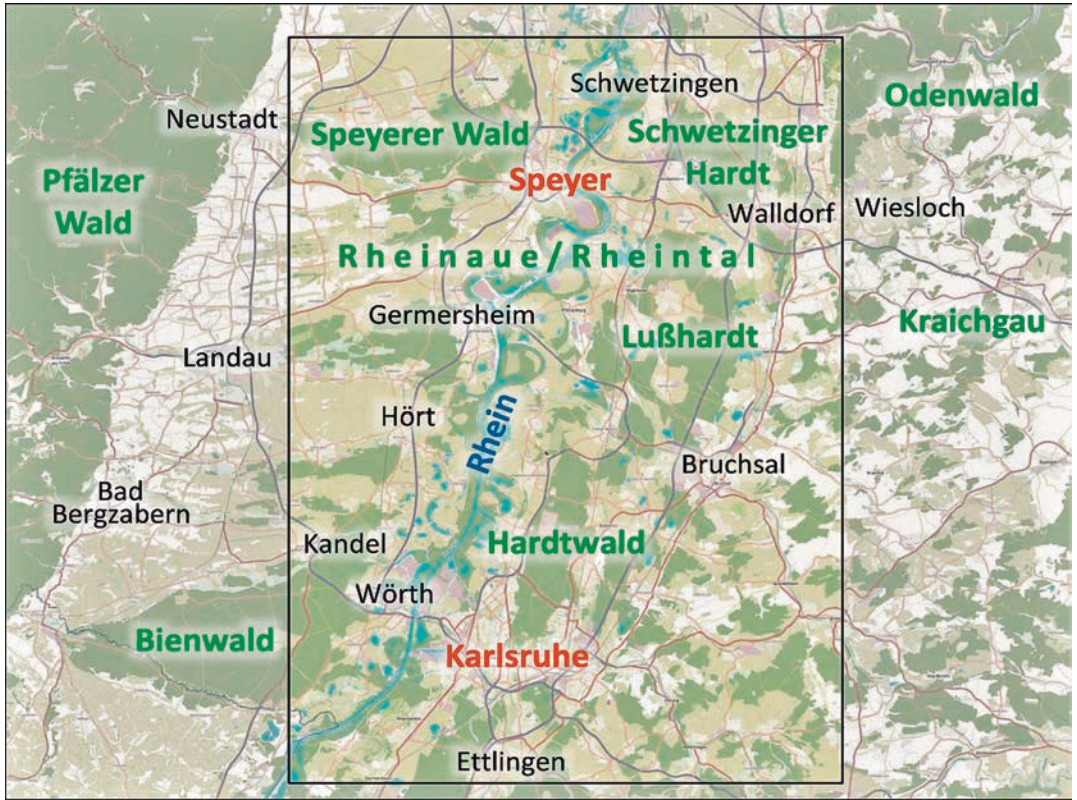 Schwetzingen
Odenwald
Neustadt
Speyerer Wald
Schwetzinger
Hardt
Pfälzer
Wald
Speyer
Walldorf
Wiesloch
Rheinaue/Rheintal
Germersheim
Kraichgau
Lußhardt
Landau
Hört
Rhein
Bruchsal
Bad
Bergzabern
Kandel
Hardtwald
Wörth
Bienwald
Karlsruhe
Ettlingen